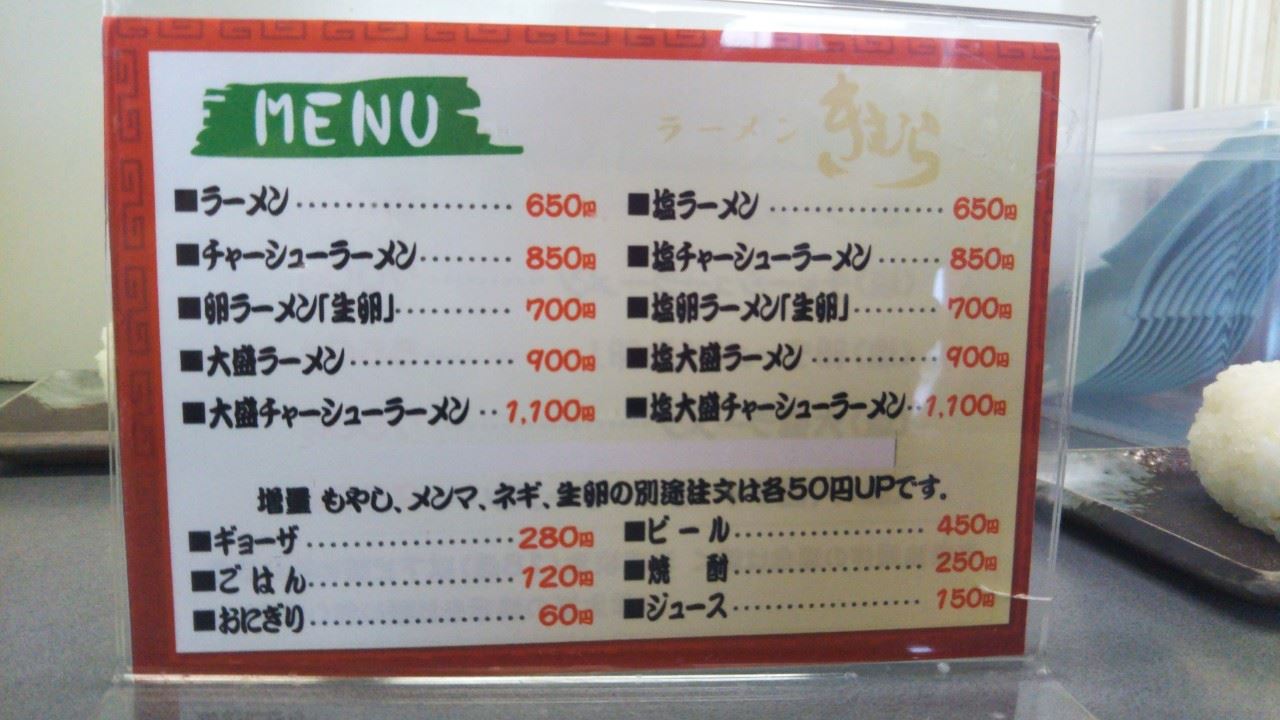 MENU
ラーメン きむら
■ラーメン 650円
■チャーシューラーメン 850円
■卵ラーメン「生卵」 700円
■大盛ラーメン 900円
■大盛チャーシューラーメン 1,100円
■塩ラーメン 650円
■塩チャーシューラーメン 850円
■塩卵ラーメン「生卵」 700円
■塩大盛ラーメン 900円
■塩大盛チャーシューラーメン 1,100円
増量 もやし、メンマ、ネギ、生卵の別途注文は各50円UPです。
■ギョーザ 280円
■ごはん 120円
■おにぎり 60円
■ビール 450円
■焼酎 250円
■ジュース 150円